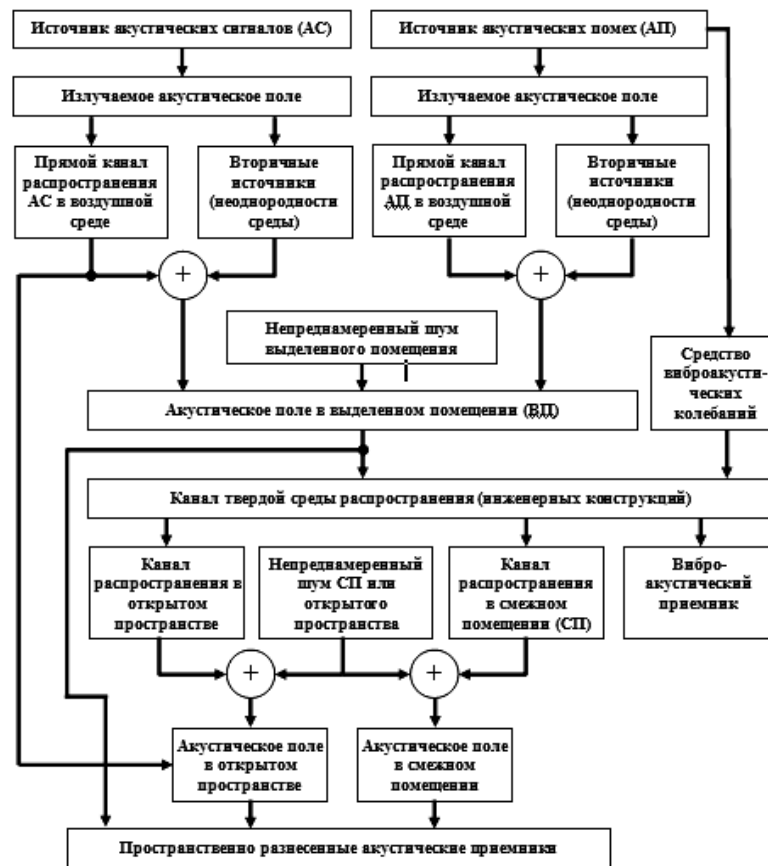 Источник акустических сигналов (АС)
Источник акустических помех (АП)
Излучаемое акустическое поле
Излучаемое акустическое поле
Прямой канал
распространения
АС в воздушной
среде
Вторичные
источники
(неоднородности
среды)
Прямой канал
распространения
АП в воздушной
среде
Вторичные
источники
(неоднородности
среды)
+
+
Непреднамеренный шум
выделенного помещения
Средство
виброакусти-
ческих
колебаний
Акустическое поле в выделенном помещении (ВП)
Канал твердой среды распространения (инженерных конструкций)
Канал
распространения в
открытом
пространстве
Непреднамеренный
шум СП или
открытого
пространства
Канал
распространения
в смежном
помещении (СП)
Вибро-
акустический
приемник
+
+
Акустическое поле
в открытом
пространстве
Акустическое поле
в смежном
помещении
Пространственно разнесенные акустические приемники